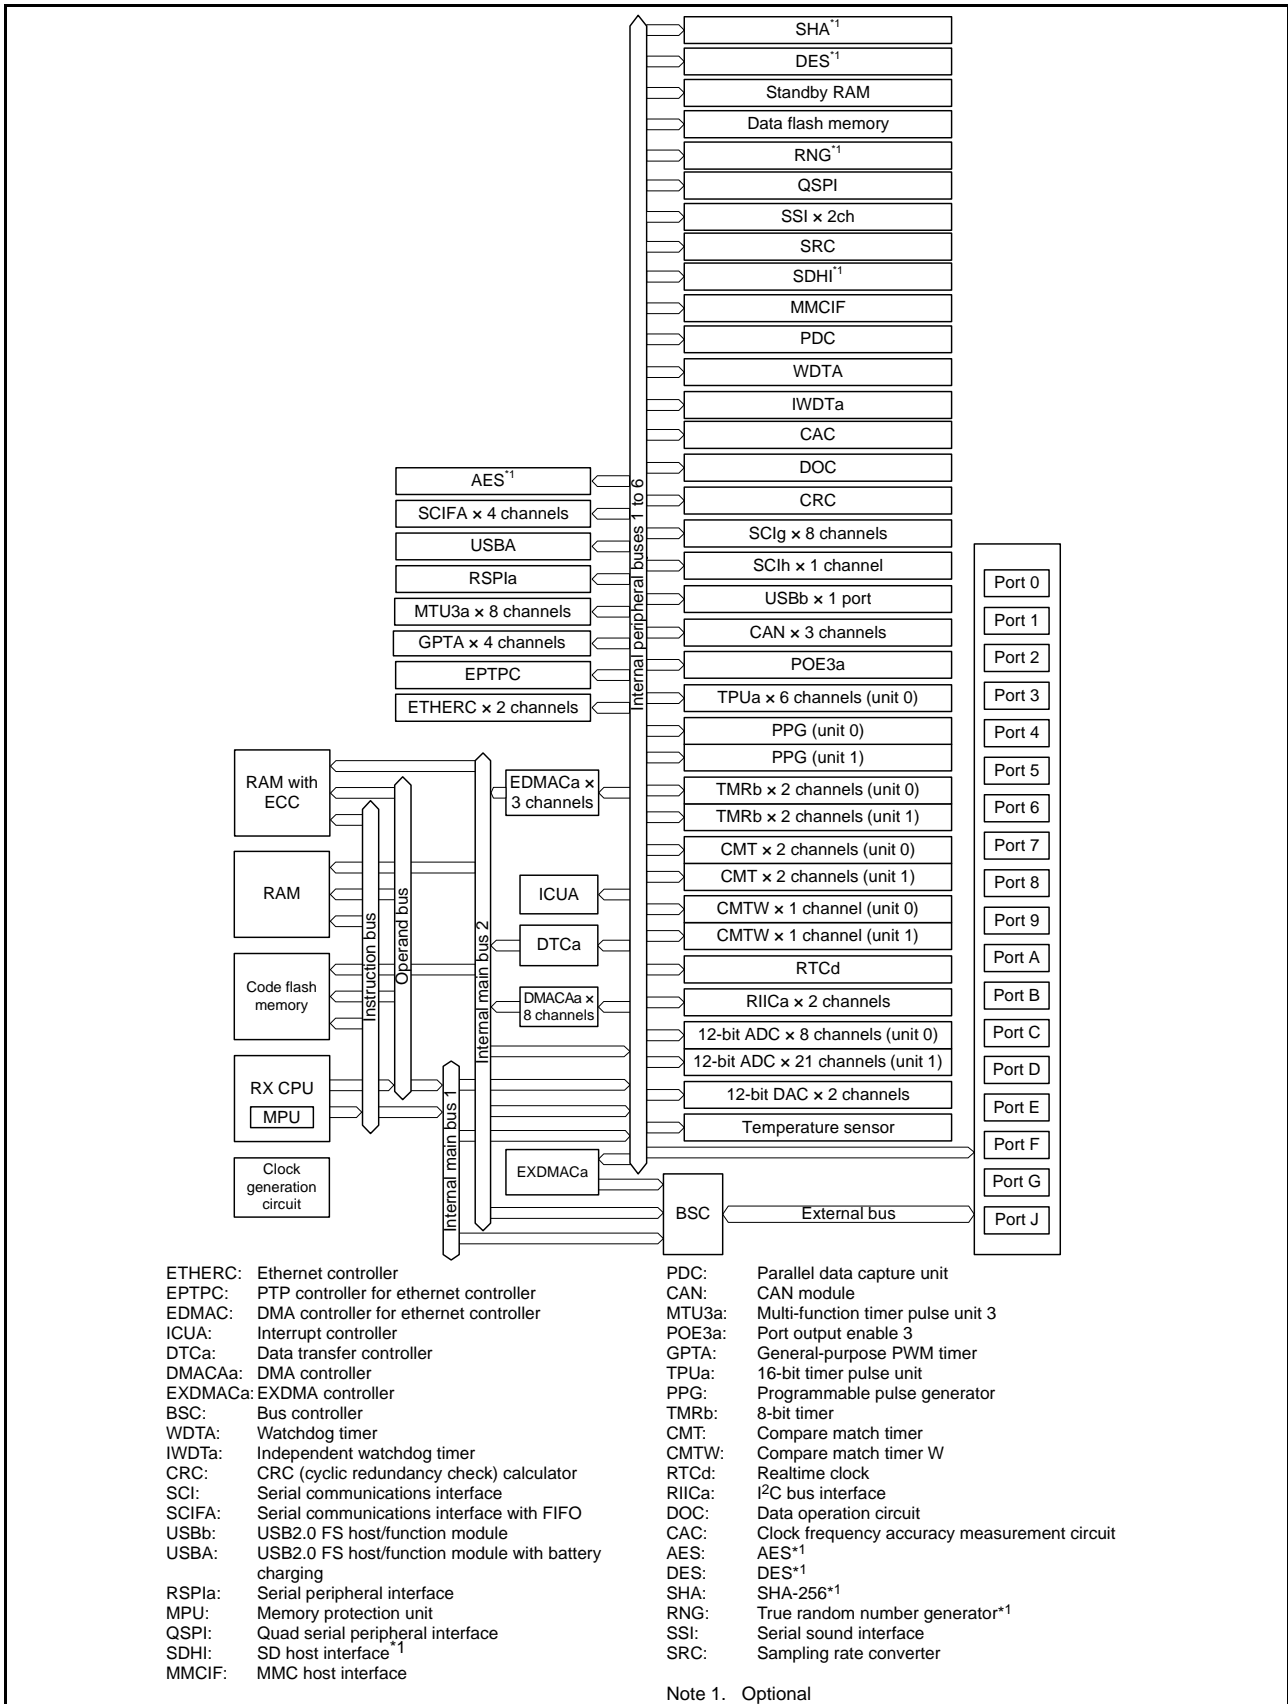 SHA*1
DES*1
Standby RAM
Data flash memory
RNG*1
QSPI
SSI × 2ch
SRC
SDHI*1
MMCIF
PDC
WDTA
IWDTa
CAC
DOC
CRC
SCIg × 8 channels
SCIh × 1 channel
USBb × 1 port
CAN × 3 channels
POE3a
TPUa × 6 channels (unit 0)
PPG (unit 0)
PPG (unit 1)
TMRb × 2 channels (unit 0)
TMRb × 2 channels (unit 1)
CMT × 2 channels (unit 0)
CMT × 2 channels (unit 1)
CMTW × 1 channel (unit 0)
CMTW × 1 channel (unit 1)
RTCd
RIICa × 2 channels
12-bit ADC × 8 channels (unit 0)
12-bit ADC × 21 channels (unit 1)
12-bit DAC × 2 channels
Temperature sensor
Internal peripheral buses 1 to 6
AES*1
SCIFA × 4 channels
USBA
RSPIa
MTU3a × 8 channels
GPTA × 4 channels
EPTPC
ETHERC × 2 channels
RAM with
ECC
RAM
Code flash
memory
RX CPU
MPU
Clock
generation
circuit
Instruction bus
Operand bus
Internal main bus 1
Internal main bus 2
EDMACa ×
3 channels
ICUA
DTCa
DMACAa ×
8 channels
EXDMACa
BSC
External bus
Port 0
Port 1
Port 2
Port 3
Port 4
Port 5
Port 6
Port 7
Port 8
Port 9
Port A
Port B
Port C
Port D
Port E
Port F
Port G
Port J
ETHERC: Ethernet controller
EPTPC: PTP controller for ethernet controller
EDMAC: DMA controller for ethernet controller
ICUA: Interrupt controller
DTCa: Data transfer controller
DMACAa: DMA controller
EXDMACa: EXDMA controller
BSC: Bus controller
WDTA: Watchdog timer
IWDTa: Independent watchdog timer
CRC: CRC (cyclic redundancy check) calculator
SCI: Serial communications interface
SCIFA: Serial communications interface with FIFO
USBb: USB2.0 FS host/function module
USBA: USB2.0 FS host/function module with battery
charging
RSPIa: Serial peripheral interface
MPU: Memory protection unit
QSPI: Quad serial peripheral interface
SDHI: SD host interface*1
MMCIF: MMC host interface
PDC: Parallel data capture unit
CAN: CAN module
MTU3a: Multi-function timer pulse unit 3
POE3a: Port output enable 3
GPTA: General-purpose PWM timer
TPUa: 16-bit timer pulse unit
PPG: Programmable pulse generator
TMRb: 8-bit timer
CMT: Compare match timer
CMTW: Compare match timer W
RTCd: Realtime clock
RIICa: I2C bus interface
DOC: Data operation circuit
CAC: Clock frequency accuracy measurement circuit
AES: AES*1
DES: DES*1
SHA: SHA-256*1
RNG: True random number generator*1
SSI: Serial sound interface
SRC: Sampling rate converter
Note 1. Optional